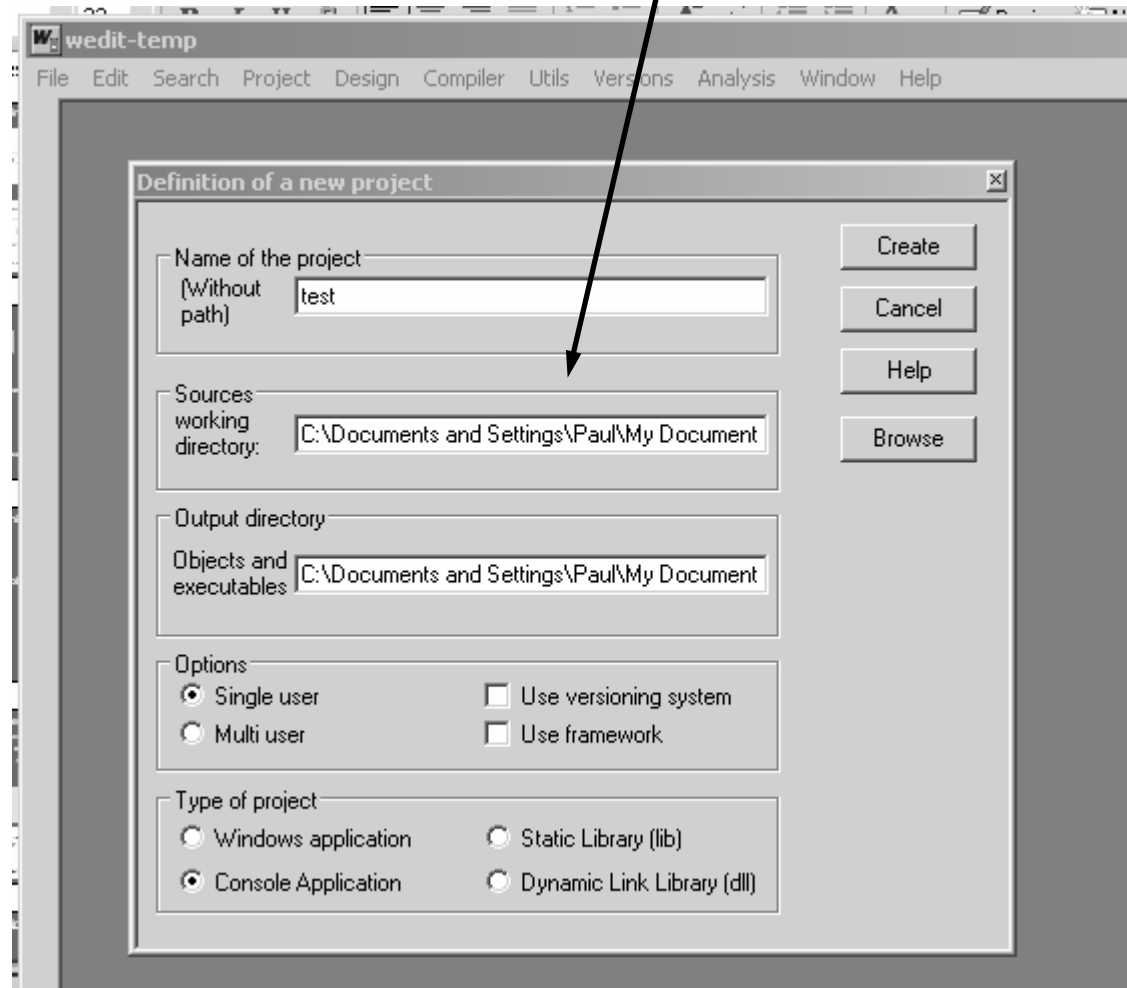 wedit-temp
File Edit Search Project Design Compiler Utils Versions Analysis Window Help
Definition of a new project
Name of the project
(Without path)
test
Sources working directory:
C:\Documents and Settings\Paul\My Document
Output directory
Objects and executables
C:\Documents and Settings\Paul\My Document
Options
Single user
Use versioning system
Multi user
Use framework
Type of project
Windows application
Static Library (lib)
Console Application
Dynamic Link Library (dll)
Create
Cancel
Help
Browse